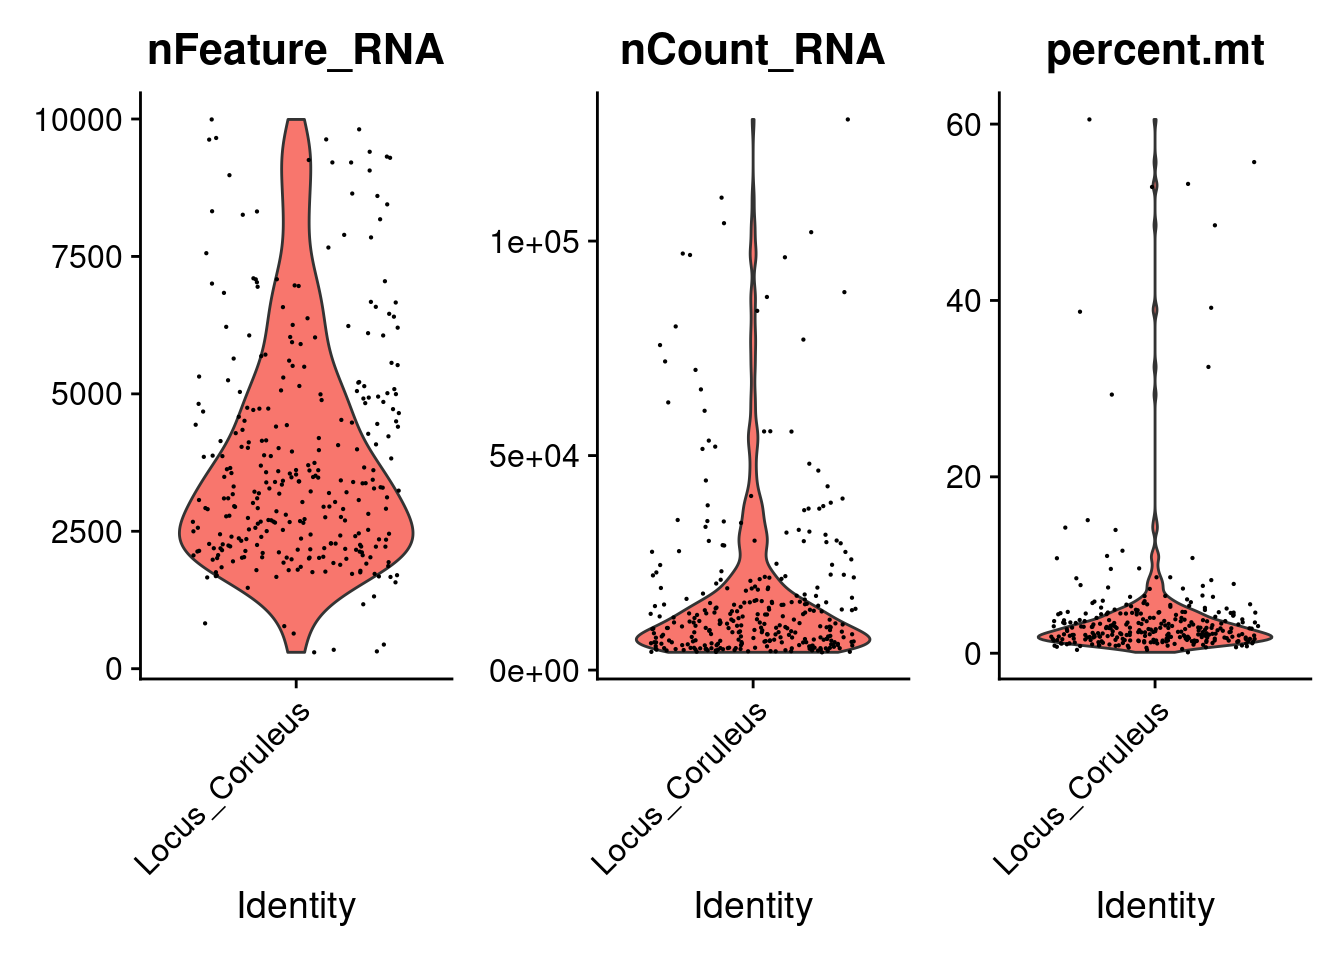 nFeature_RNA
10000
7500
5000
2500
0
Locus_Coruleus
Identity
nCount_RNA
1e+05
5e+04
0e+00
Locus_Coruleus
Identity
percent.mt
60
40
20
0
Locus_Coruleus
Identity